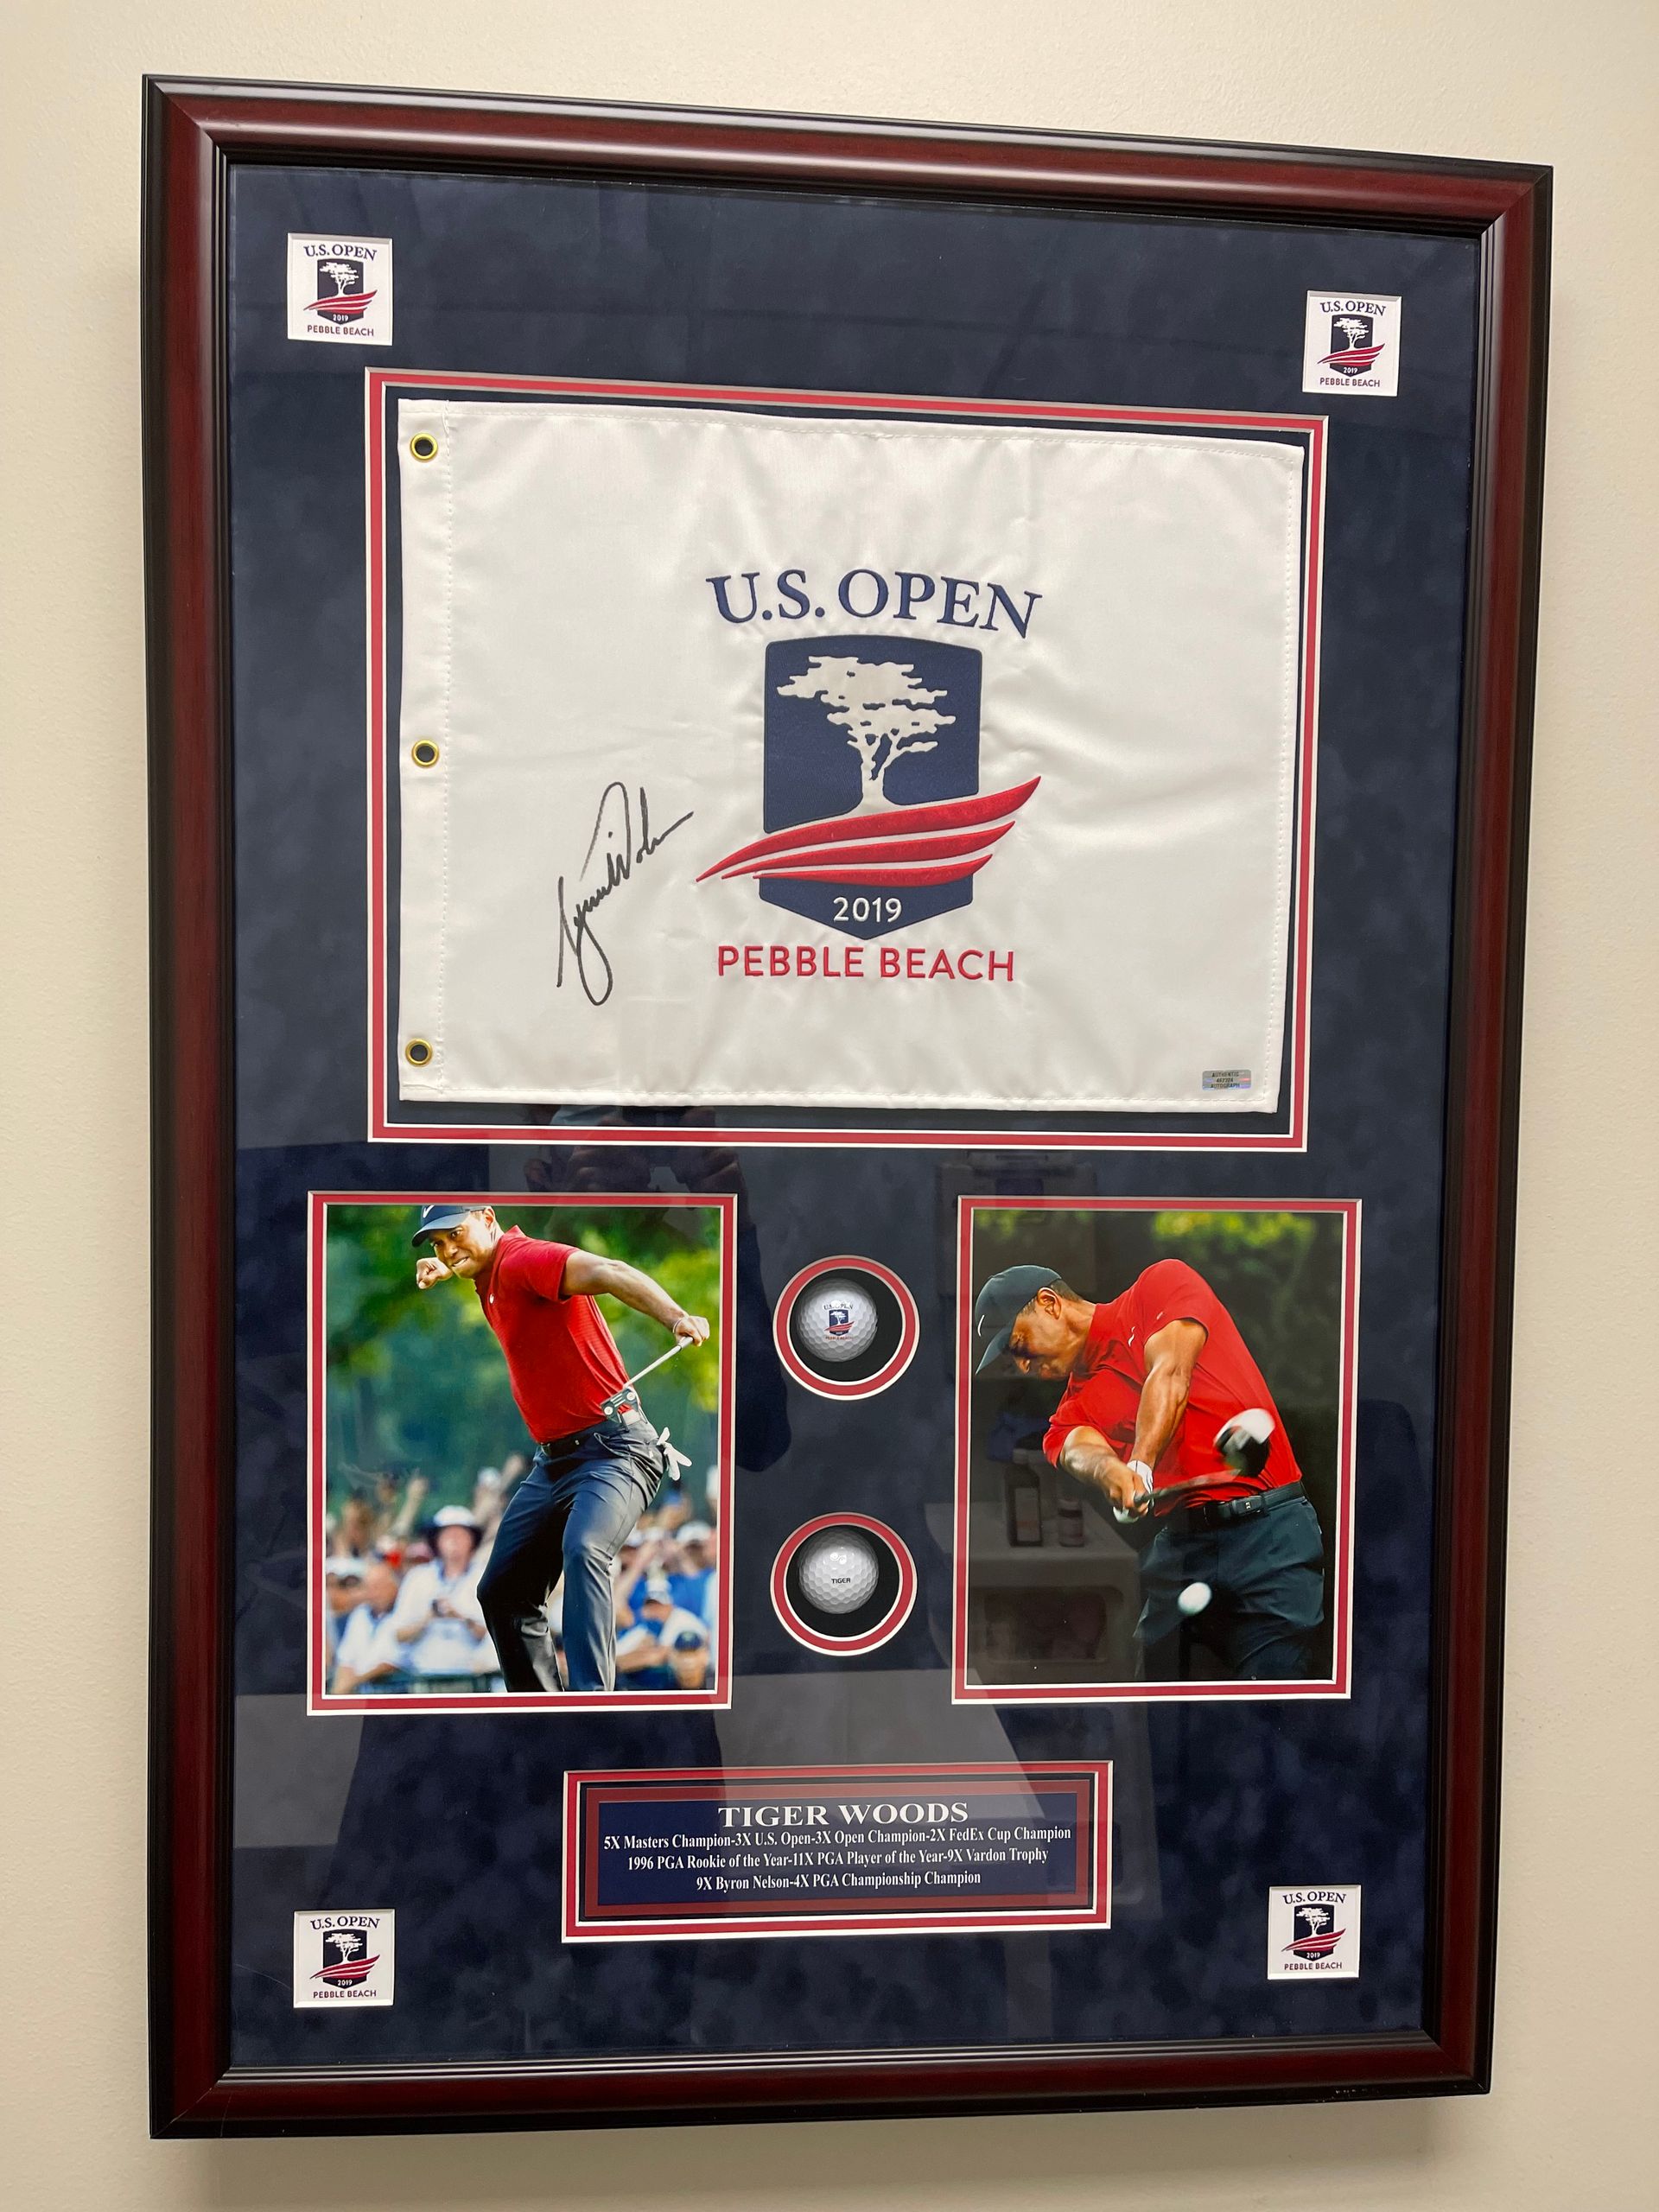 U.S. OPEN
2019
PEBBLE BEACH
U.S. OPEN
2019
PEBBLE BEACH
U.S. OPEN
2019
PEBBLE BEACH
AUTHENTIC
AUTOGRAPH
U.S. OPEN
TIGER
TIGER WOODS
5X Masters Champion-3X U.S. Open-3X Open Champion-2X FedEx Cup Champion
1996 PGA Rookie of the Year-11X PGA Player of the Year-9X Vardon Trophy
9X Byron Nelson-4X PGA Championship Champion
U.S. OPEN
2019
PEBBLE BEACH
U.S. OPEN
2019
PEBBLE BEACH